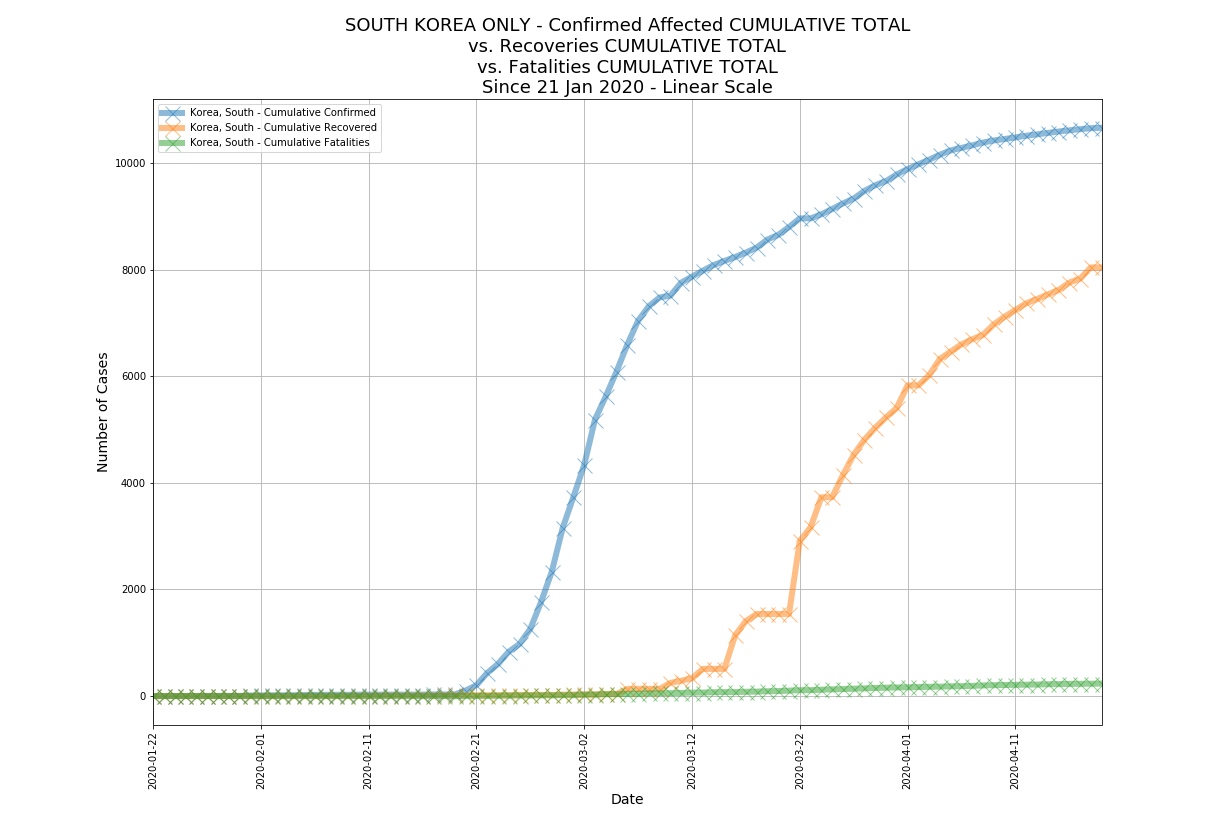 SOUTH KOREA ONLY - Confirmed Affected CUMULATIVE TOTAL
vs. Recoveries CUMULATIVE TOTAL
vs. Fatalities CUMULATIVE TOTAL
Since 21 Jan 2020 - Linear Scale
Korea, South - Cumulative Confirmed
Korea, South - Cumulative Recovered
Korea, South - Cumulative Fatalities
Number of Cases
10000
8000
6000
4000
2000
0
2020-01-22
2020-02-01
2020-02-11
2020-02-21
2020-03-02
2020-03-12
2020-03-22
2020-04-01
2020-04-11
Date